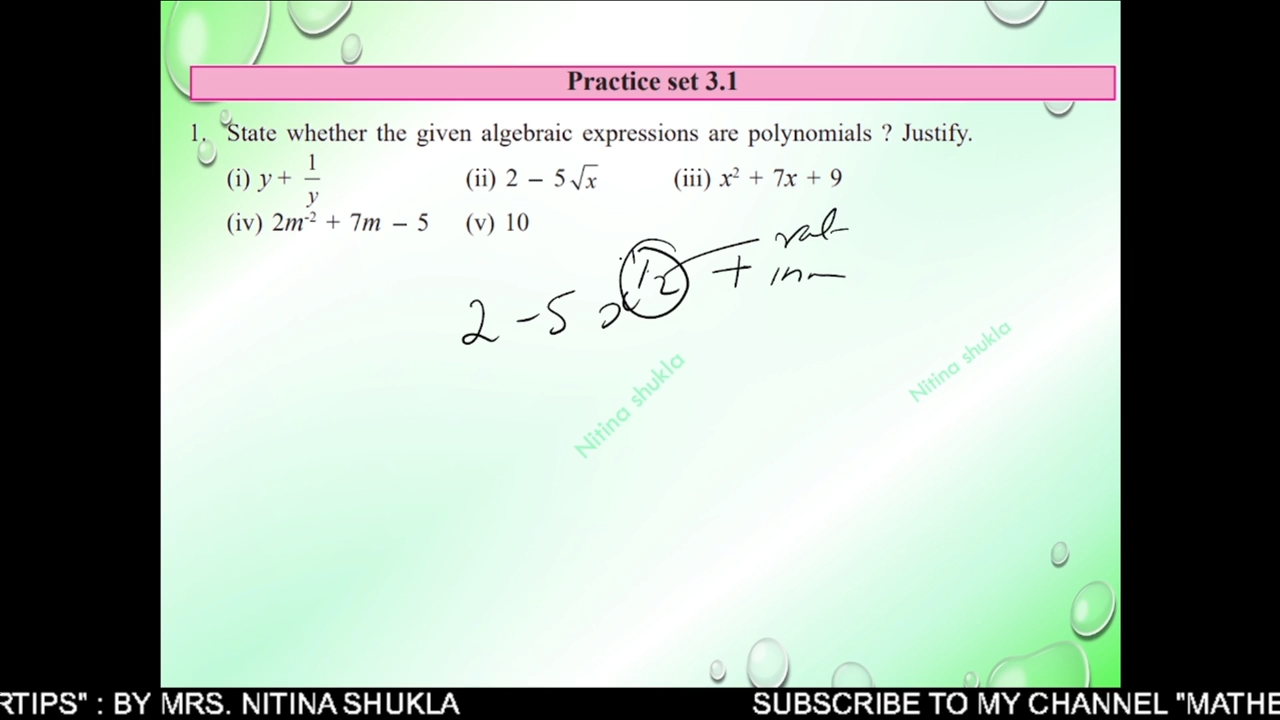 Practice set 3.1
1. State whether the given algebraic expressions are polynomials ? Justify.
(i) y + 1/y (ii) 2 − 5√x (iii) x² + 7x + 9
(iv) 2m⁻² + 7m − 5 (v) 10
2 − 5 x^1/2 +
Nitina shukla
Nitina shukla
RTIPS" : BY MRS. NITINA SHUKLA SUBSCRIBE TO MY CHANNEL "MATHE